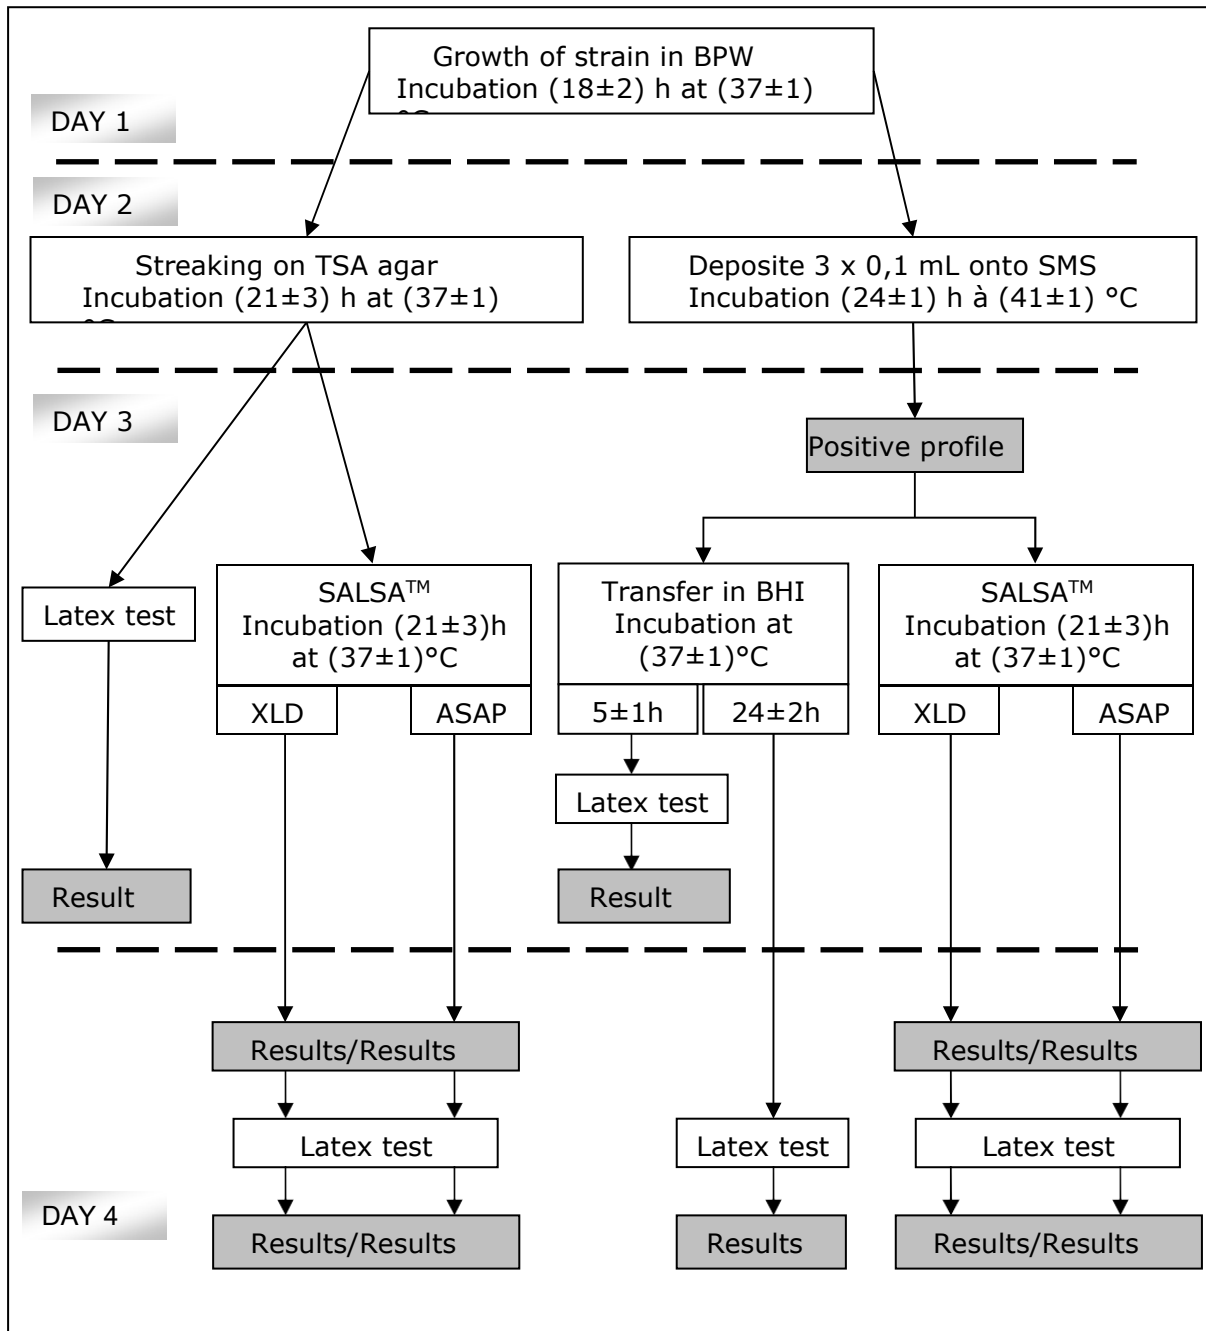 Growth of strain in BPW
Incubation (18±2) h at (37±1)
DAY 1
DAY 2
Streaking on TSA agar
Incubation (21±3) h at (37±1)
Deposite 3 x 0,1 mL onto SMS
Incubation (24±1) h à (41±1) °C
DAY 3
Positive profile
Latex test
SALSA™
Incubation (21±3)h
at (37±1)°C
XLD
ASAP
Transfer in BHI
Incubation at
(37±1)°C
5±1h
24±2h
SALSA™
Incubation (21±3)h
at (37±1)°C
XLD
ASAP
Latex test
Result
Result
Results/Results
Results/Results
Latex test
Latex test
Latex test
DAY 4
Results/Results
Results
Results/Results